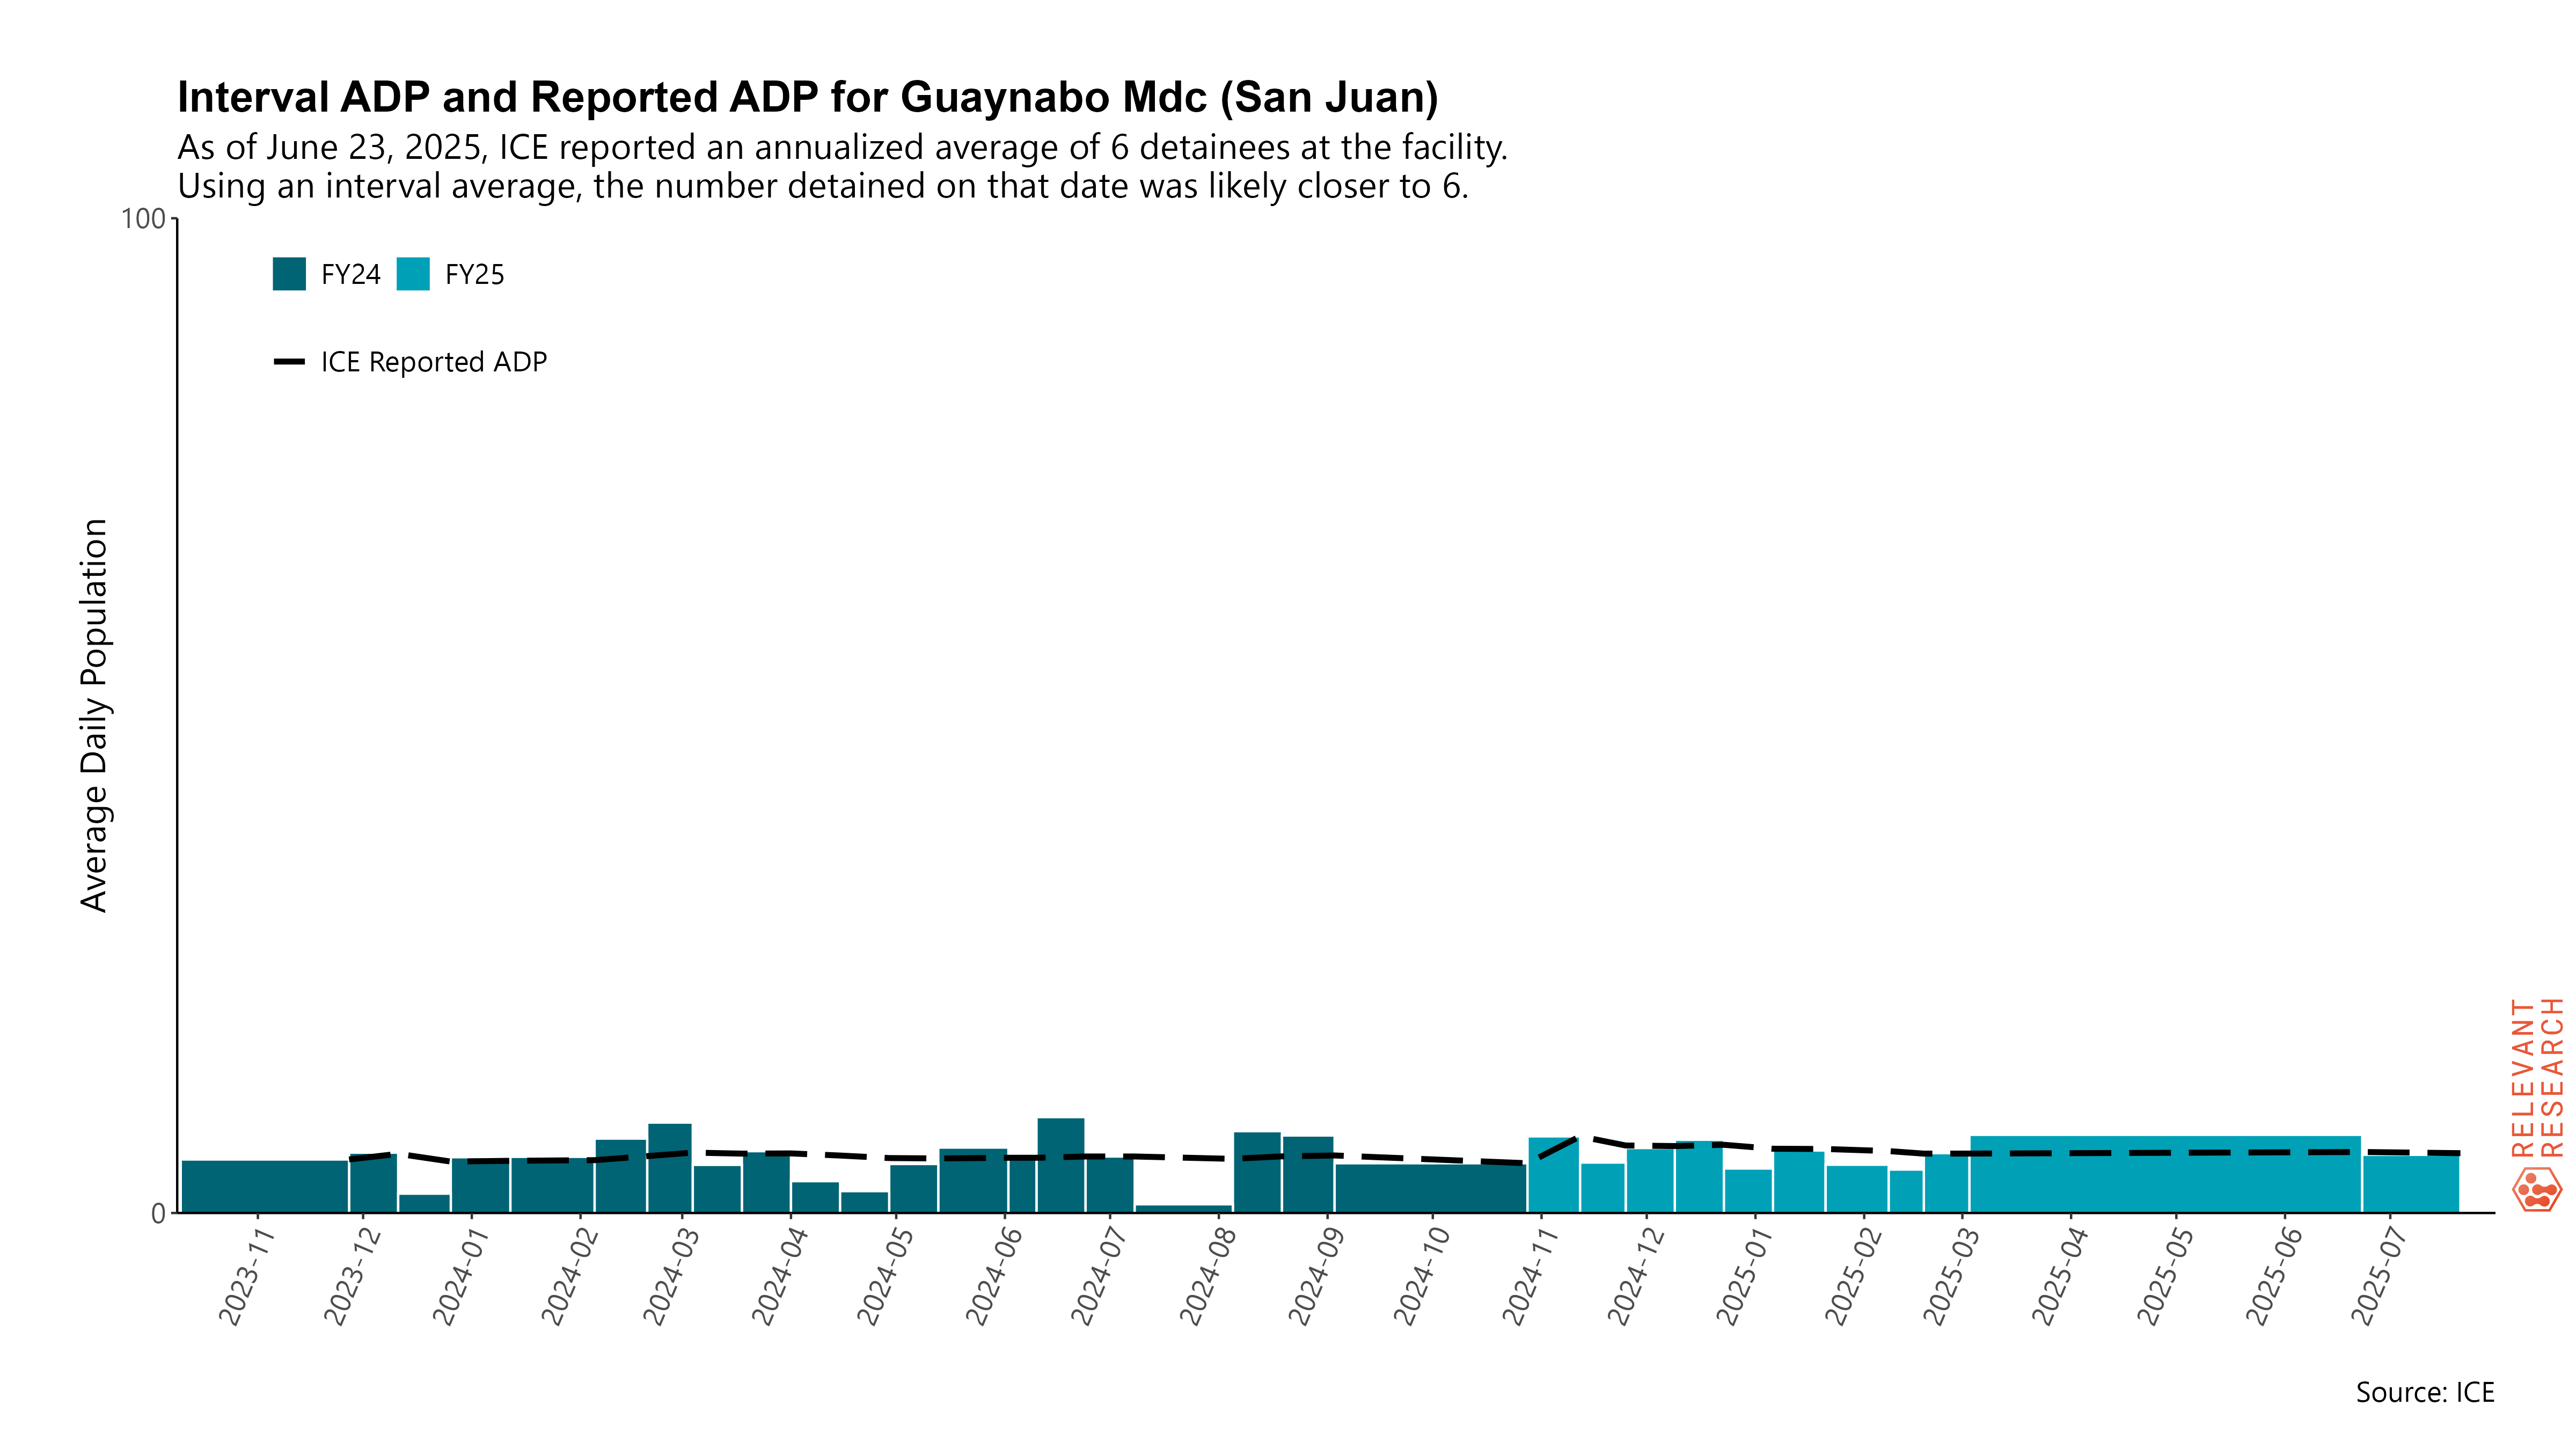 Interval ADP and Reported ADP for Guaynabo Mdc (San Juan)
As of June 23, 2025, ICE reported an annualized average of 6 detainees at the facility.
Using an interval average, the number detained on that date was likely closer to 6.
100
FY24 FY25
ICE Reported ADP
Average Daily Population
0
2023-11
2023-12
2024-01
2024-02
2024-03
2024-04
2024-05
2024-06
2024-07
2024-08
2024-09
2024-10
2024-11
2024-12
2025-01
2025-02
2025-03
2025-04
2025-05
2025-06
2025-07
RELEVANT
RESEARCH
Source: ICE